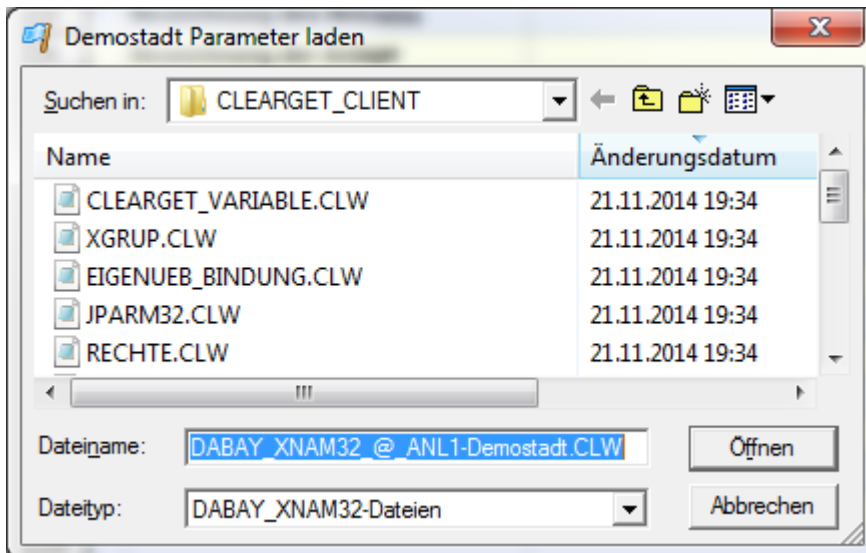 Demostadt Parameter laden
Suchen in: CLEARGET_CLIENT
Name Änderungsdatum
CLEARGET_VARIABLE.CLW 21.11.2014 19:34
XGRUP.CLW 21.11.2014 19:34
EIGENUEB_BINDUNG.CLW 21.11.2014 19:34
JPARM32.CLW 21.11.2014 19:34
RECHTE.CLW 21.11.2014 19:34
Dateiname: DABAY_XNAM32_@_ANL1-Demostadt.CLW Öffnen
Dateityp: DABAY_XNAM32-Dateien Abbrechen